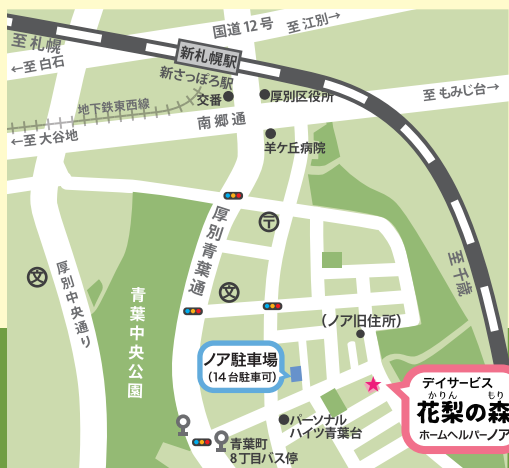 国道12号
至 江別→
至 札幌
←至 白石
新札幌駅
新さっぽろ駅
地下鉄東西線
交番
厚別区役所
至 もみじ台→
←至 大谷地
南郷通
羊ケ丘病院
厚別青葉通
〒
文
文
厚別中央通り
青葉中央公園
至 千歳
(ノア旧住所)
ノア駐車場
(14台駐車可)
デイサービス
かりん もり
花梨の森
ホームヘルパーノア
パーソナル
ハイツ青葉台
青葉町
8丁目バス停